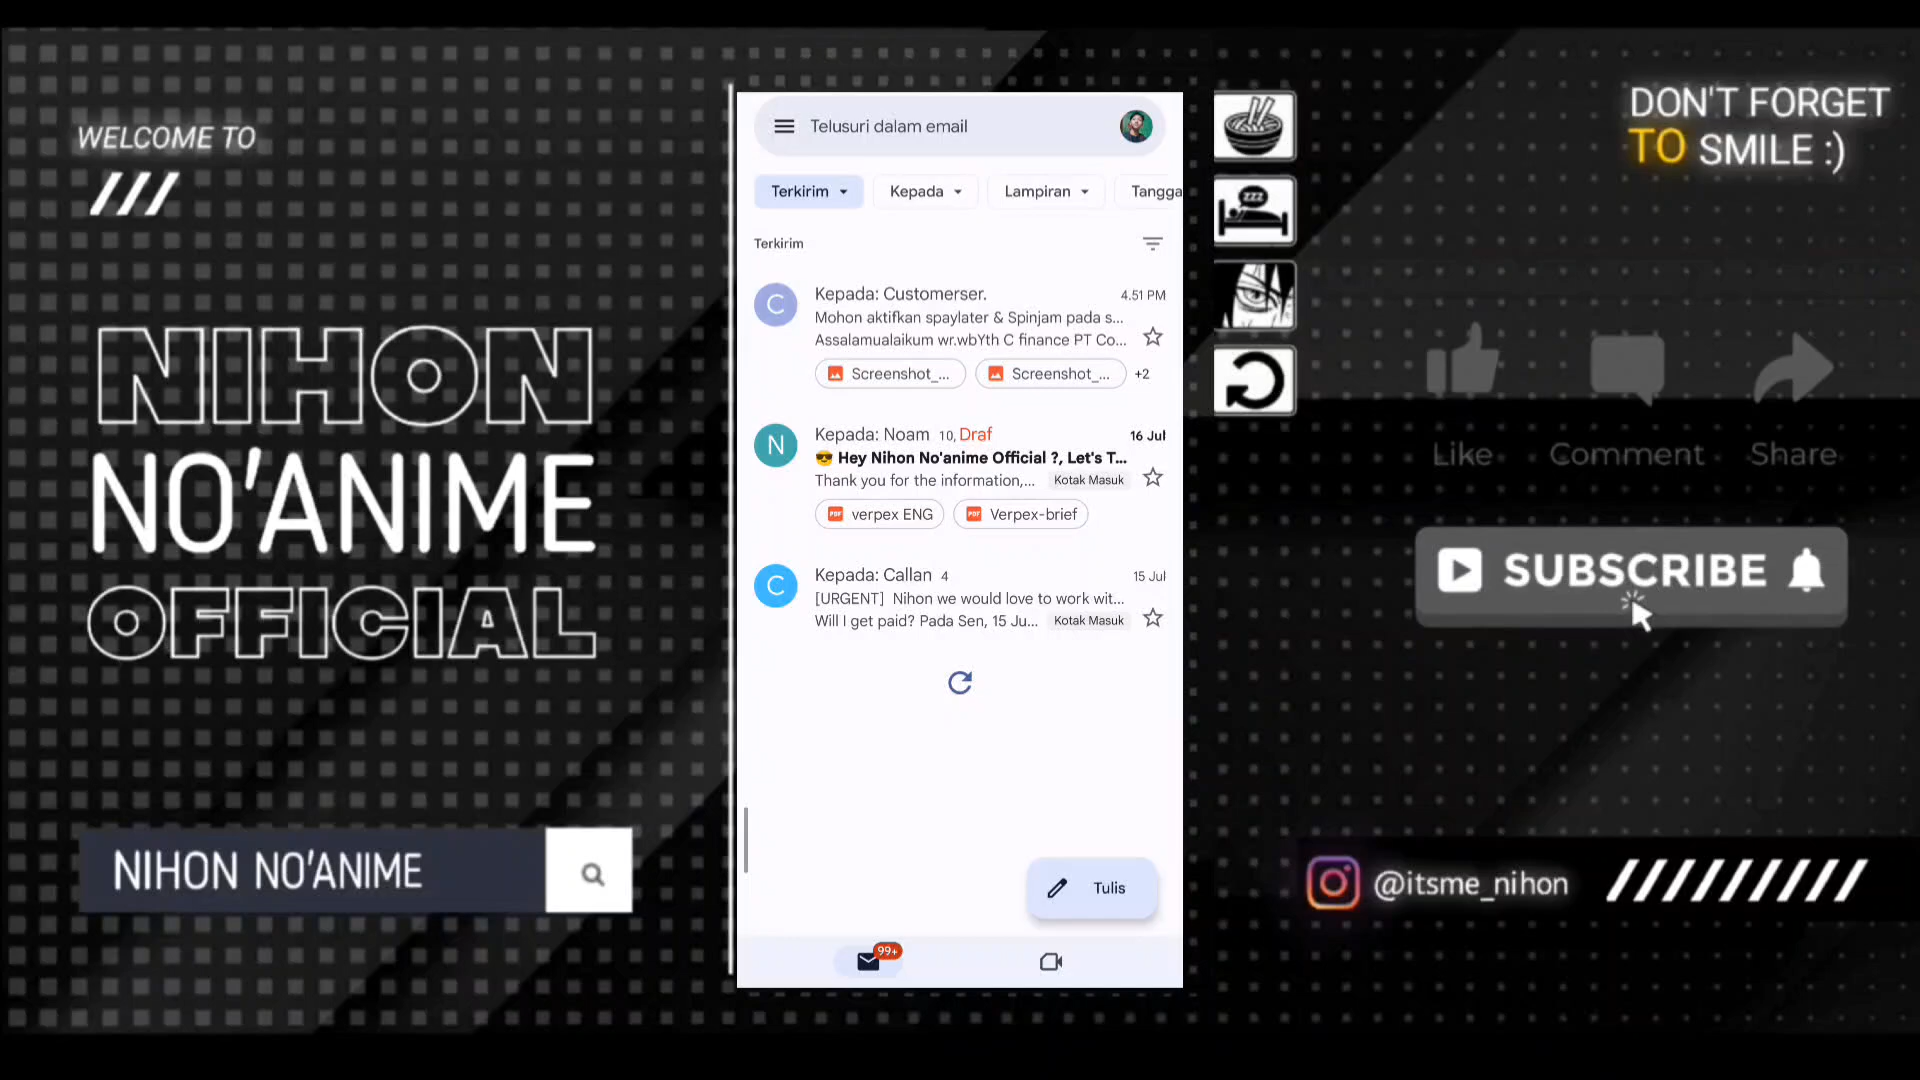 WELCOME TO
NIHON
NO'ANIME
OFFICIAL
NIHON NO'ANIME
Telusuri dalam email
Terkirim
Kepada
Lampiran
Tangga
Terkirim
Kepada: Customerser.
4.51 PM
Mohon aktifkan spaylater & Spinjam pada s...
Assalamualaikum wr.wbYth C finance PT Co...
Screenshot_...
Screenshot_...
+2
Kepada: Noam 10, Draf
16 Jul
😎 Hey Nihon No'anime Official ?, Let's T...
Thank you for the information,...
Kotak Masuk
PDF verpex ENG
PDF Verpex-brief
Kepada: Callan 4
15 Jul
[URGENT] Nihon we would love to work wit...
Will I get paid? Pada Sen, 15 Ju...
Kotak Masuk
Tulis
99+
C
N
C
zzz
DON'T FORGET
TO SMILE :)
Like
Comment
Share
SUBSCRIBE
@itsme_nihon